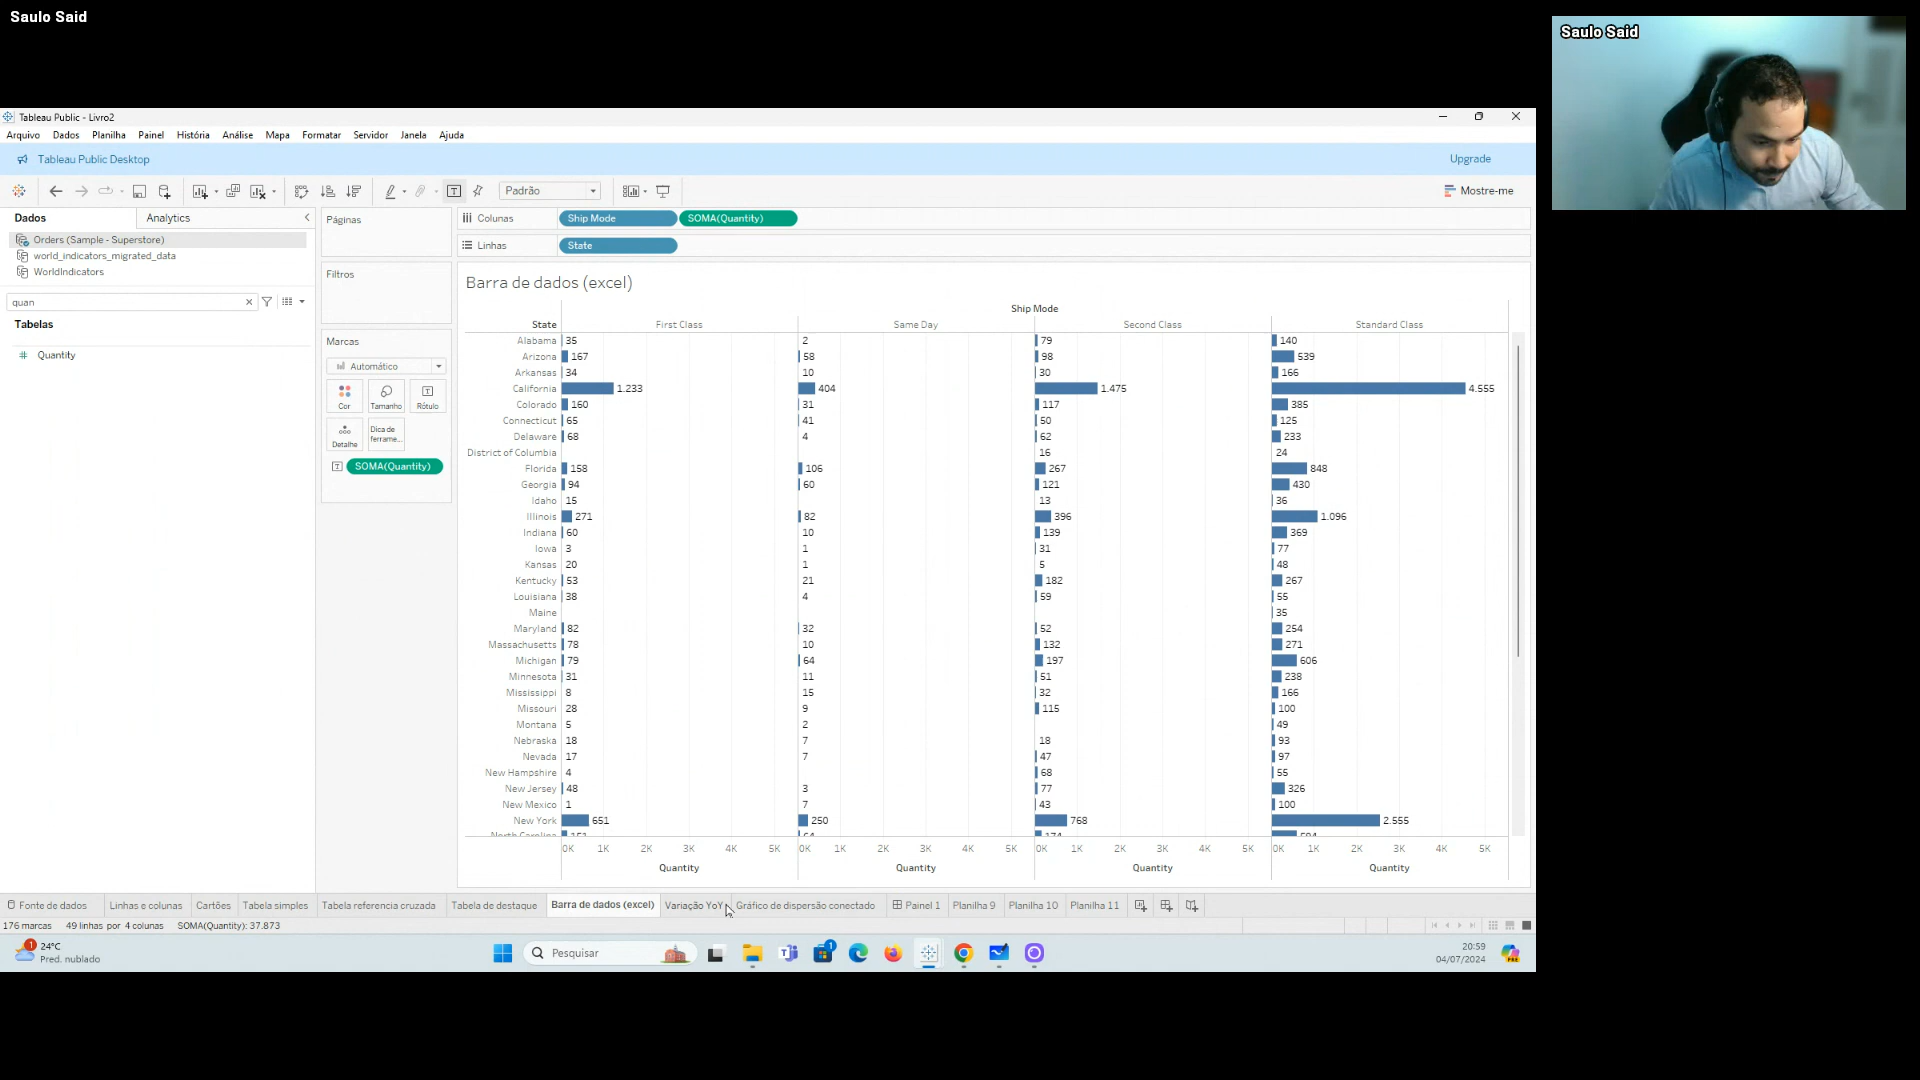 Saulo Said
Saulo Said
Tableau Public - Livro2
Arquivo Dados Planilha Painel História Análise Mapa Formatar Servidor Janela Ajuda
Tableau Public Desktop Upgrade
Padrão Mostre-me
Dados Analytics
Orders (Sample - Superstore)
world_indicators_migrated_data
WorldIndicators
quan
Tabelas
# Quantity
Páginas
Filtros
Marcas
Automático
Cor Tamanho Rótulo
Detalhe Dica de ferrame...
SOMA(Quantity)
Colunas Ship Mode SOMA(Quantity)
Linhas State
Barra de dados (excel)
Ship Mode
State First Class Same Day Second Class Standard Class
Alabama 35 2 79 140
Arizona 167 58 98 539
Arkansas 34 10 30 166
California 1.233 404 1.475 4.555
Colorado 160 31 117 385
Connecticut 65 41 50 125
Delaware 68 4 62 233
District of Columbia 16 24
Florida 158 106 267 848
Georgia 94 60 121 430
Idaho 15 13 36
Illinois 271 82 396 1.096
Indiana 60 10 139 369
Iowa 3 1 31 77
Kansas 20 1 5 48
Kentucky 53 21 182 267
Louisiana 38 4 59 55
Maine 35
Maryland 82 32 52 254
Massachusetts 78 10 132 271
Michigan 79 64 197 606
Minnesota 31 11 51 238
Mississippi 8 15 32 166
Missouri 28 9 115 100
Montana 5 2 49
Nebraska 18 7 18 93
Nevada 17 7 47 97
New Hampshire 4 68 55
New Jersey 48 3 77 326
New Mexico 1 7 43 100
New York 651 250 768 2.555
North Carolina
0K 1K 2K 3K 4K 5K 0K 1K 2K 3K 4K 5K 0K 1K 2K 3K 4K 5K 0K 1K 2K 3K 4K 5K
Quantity Quantity Quantity Quantity
Fonte de dados Linhas e colunas Cartões Tabela simples Tabela referencia cruzada Tabela de destaque Barra de dados (excel) Variação YoY Gráfico de dispersão conectado Painel 1 Planilha 9 Planilha 10 Planilha 11
176 marcas 49 linhas por 4 colunas SOMA(Quantity): 37.873
1
24°C
Pred. nublado
Pesquisar
1
20:59
04/07/2024